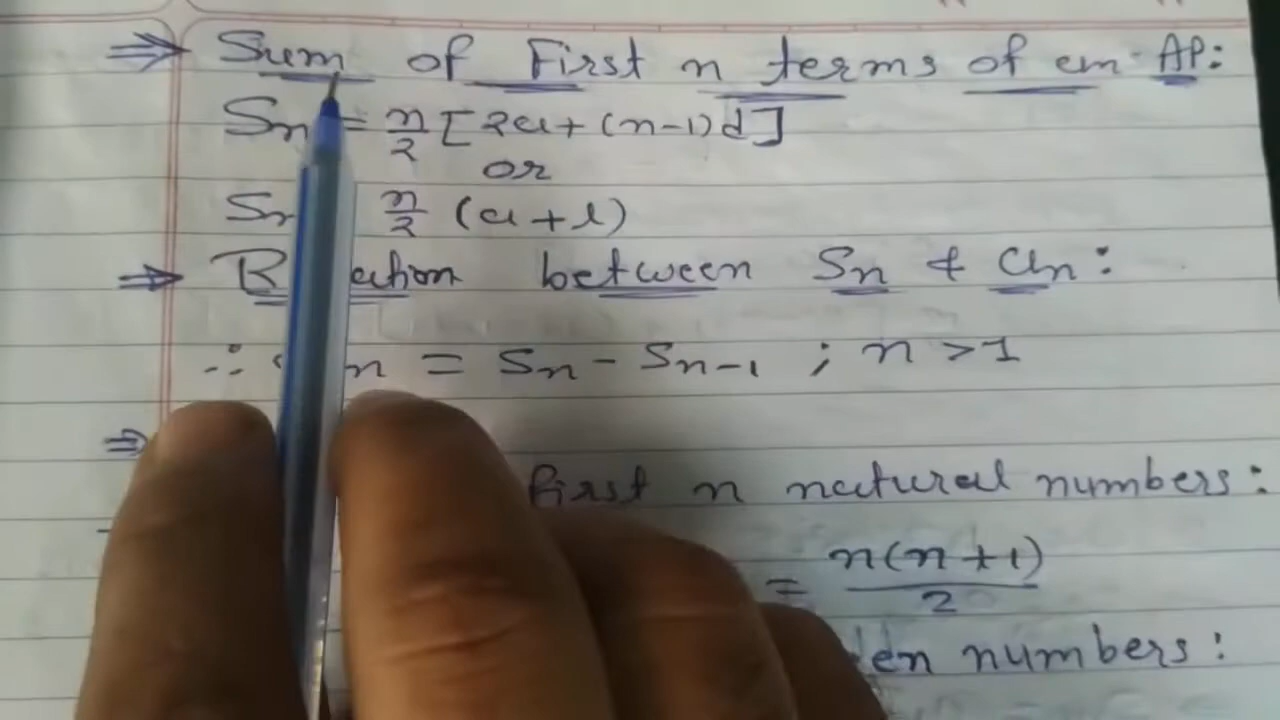 ⇒ Sum of First n terms of an AP:
Sn = n/2 [2a + (n-1)d]
or
Sn n/2 (a + l)
⇒ between Sn & an:
∴ n = Sn - Sn-1 ; n > 1
⇒
first n natural numbers:
= n(n+1)/2
numbers:
=